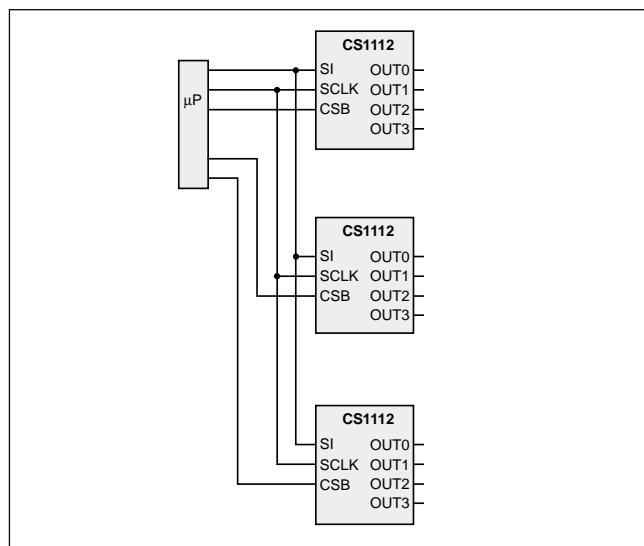 CS1112
SI OUT0
μP SCLK OUT1
CSB OUT2
OUT3
CS1112
SI OUT0
SCLK OUT1
CSB OUT2
OUT3
CS1112
SI OUT0
SCLK OUT1
CSB OUT2
OUT3